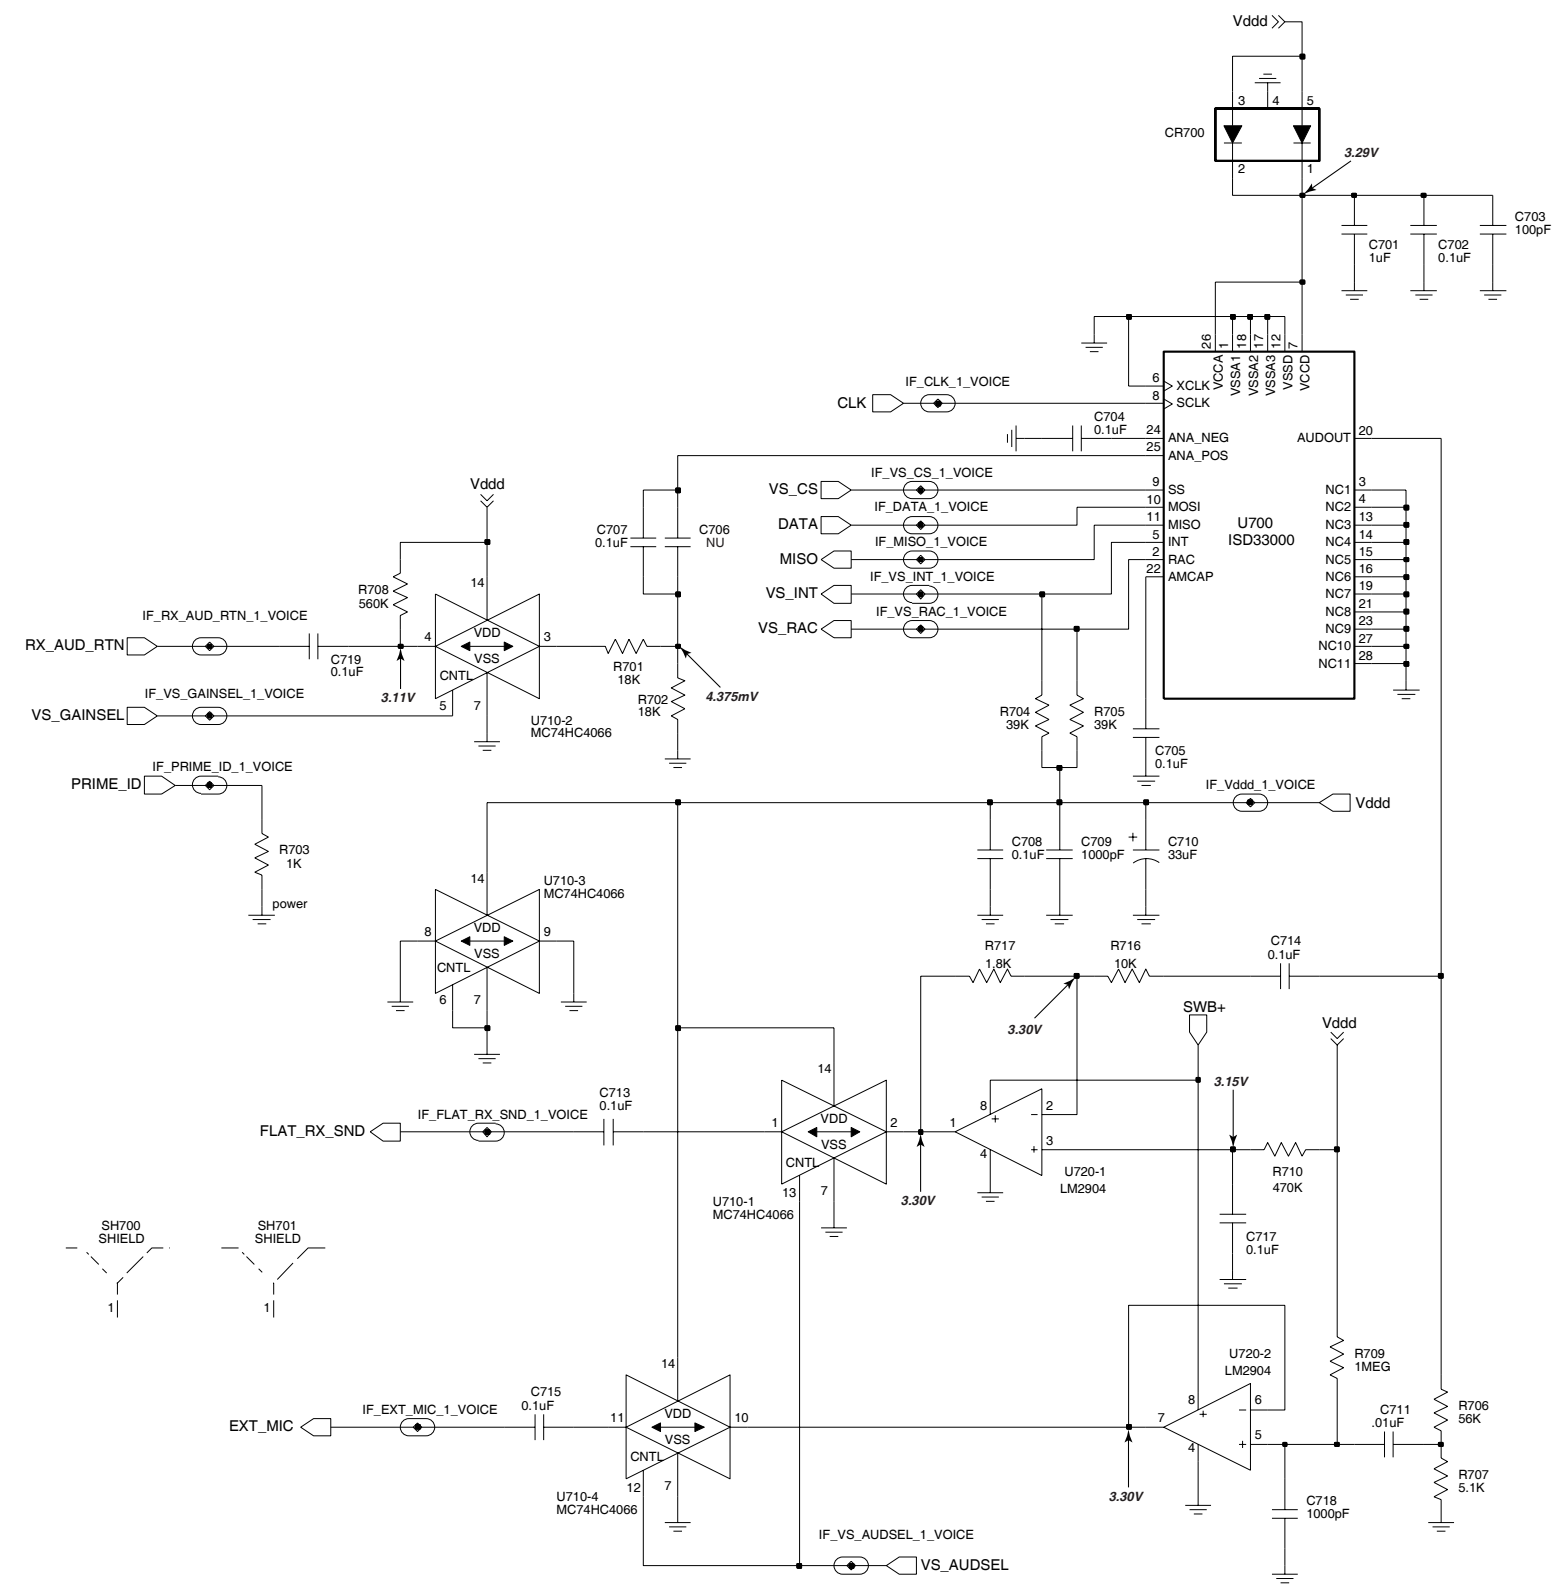 Vddd
3 4 5
CR700
3.29V
2 1
C703
100pF
C701
1uF
C702
0.1uF
26 1 18 17 12 7
VCCA VSSA1 VSSA2 VSSA3 VSSD VCCD
IF_CLK_1_VOICE
6 XCLK
CLK
8 SCLK
C704
0.1uF
24 ANA_NEG
AUDOUT 20
25 ANA_POS
IF_VS_CS_1_VOICE
VS_CS
9 SS
NC1 3
IF_DATA_1_VOICE
10 MOSI
NC2 4
DATA
11 MISO
U700
ISD33000
NC3 13
IF_MISO_1_VOICE
5 INT
NC4 14
MISO
2 RAC
NC5 15
IF_VS_INT_1_VOICE
22 AMCAP
NC6 16
VS_INT
NC7 19
IF_VS_RAC_1_VOICE
NC8 21
VS_RAC
NC9 23
NC10 27
NC11 28
Vddd
C707
0.1uF
C706
NU
R708
560K
14
IF_RX_AUD_RTN_1_VOICE
RX_AUD_RTN
C719
0.1uF
4
VDD
VSS
3
CNTL
3.11V
R701
18K
R702
18K
4.375mV
IF_VS_GAINSEL_1_VOICE
VS_GAINSEL
5 7
U710-2
MC74HC4066
R704
39K
R705
39K
C705
0.1uF
IF_PRIME_ID_1_VOICE
PRIME_ID
IF_Vddd_1_VOICE
Vddd
R703
1K
power
C708
0.1uF
C709
1000pF
+
C710
33uF
14
U710-3
MC74HC4066
8
VDD
VSS
9
CNTL
6 7
R717
1.8K
R716
10K
C714
0.1uF
3.30V
SWB+
Vddd
3.15V
14
C713
0.1uF
IF_FLAT_RX_SND_1_VOICE
FLAT_RX_SND
1
VDD
VSS
2
CNTL
13 7
U710-1
MC74HC4066
3.30V
1
8
+
2
−
3
+
4
U720-1
LM2904
R710
470K
C717
0.1uF
SH700
SHIELD
1
SH701
SHIELD
1
U720-2
LM2904
R709
1MEG
14
C715
0.1uF
IF_EXT_MIC_1_VOICE
EXT_MIC
11
VDD
VSS
10
CNTL
12 7
U710-4
MC74HC4066
7
8
+
6
−
5
+
4
C711
.01uF
R706
56K
R707
5.1K
3.30V
C718
1000pF
IF_VS_AUDSEL_1_VOICE
VS_AUDSEL